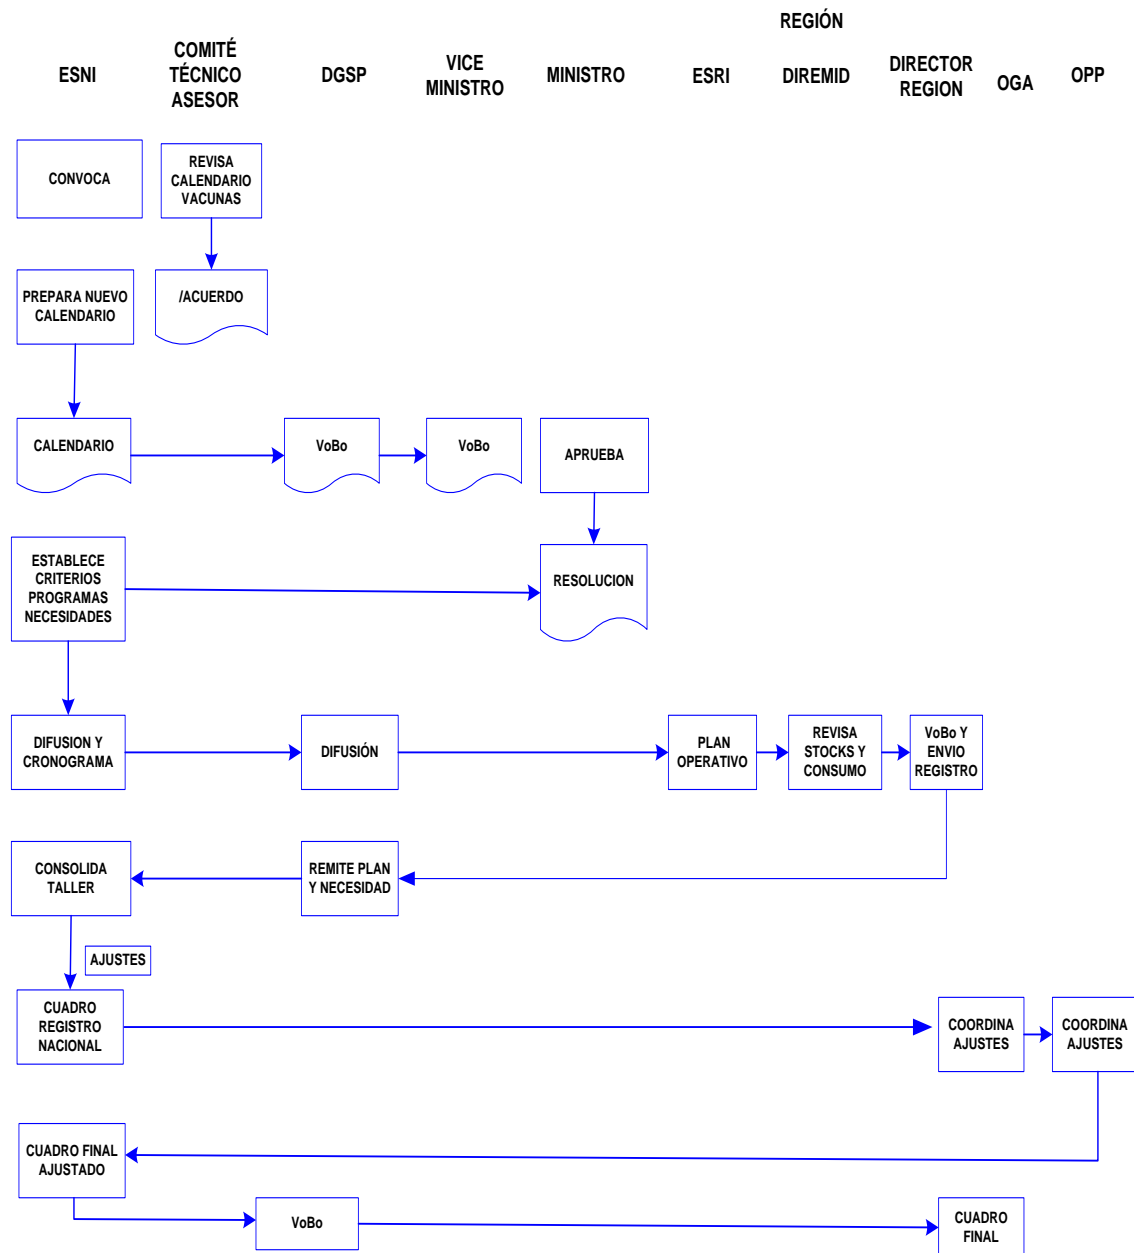 REGIÓN
ESNI
COMITÉ
TÉCNICO
ASESOR
DGSP
VICE
MINISTRO
MINISTRO
ESRI
DIREMID
DIRECTOR
REGION
OGA
OPP
CONVOCA
REVISA
CALENDARIO
VACUNAS
PREPARA NUEVO
CALENDARIO
/ACUERDO
CALENDARIO
VoBo
VoBo
APRUEBA
ESTABLECE
CRITERIOS
PROGRAMAS
NECESIDADES
RESOLUCION
DIFUSION Y
CRONOGRAMA
DIFUSIÓN
PLAN
OPERATIVO
REVISA
STOCKS Y
CONSUMO
VoBo Y
ENVIO
REGISTRO
CONSOLIDA
TALLER
REMITE PLAN
Y NECESIDAD
AJUSTES
CUADRO
REGISTRO
NACIONAL
COORDINA
AJUSTES
COORDINA
AJUSTES
CUADRO FINAL
AJUSTADO
VoBo
CUADRO
FINAL